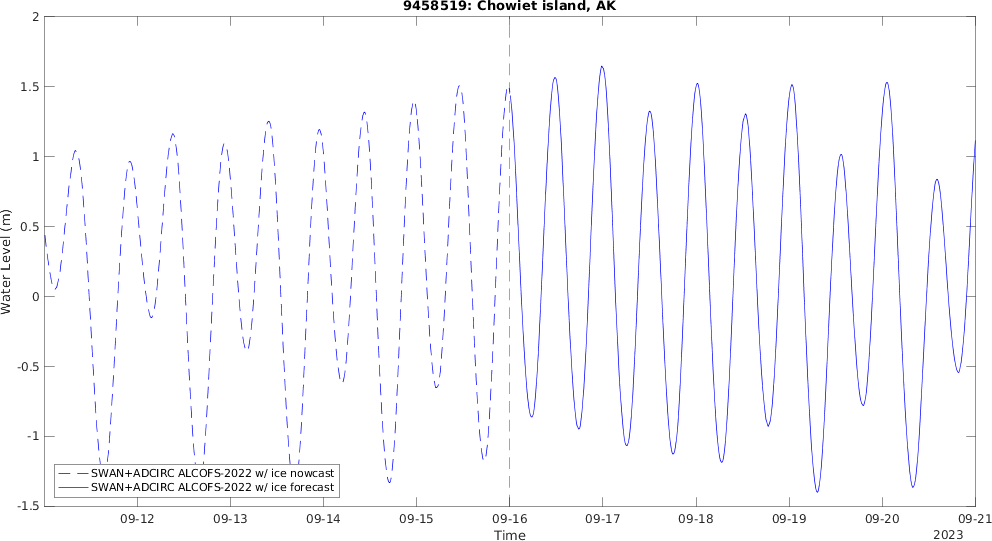 9458519: Chowiet island, AK
2
1.5
1
0.5
0
-0.5
-1
-1.5
Water Level (m)
SWAN+ADCIRC ALCOFS-2022 w/ ice nowcast
SWAN+ADCIRC ALCOFS-2022 w/ ice forecast
09-12 09-13 09-14 09-15 09-16 09-17 09-18 09-19 09-20 09-21
Time
2023